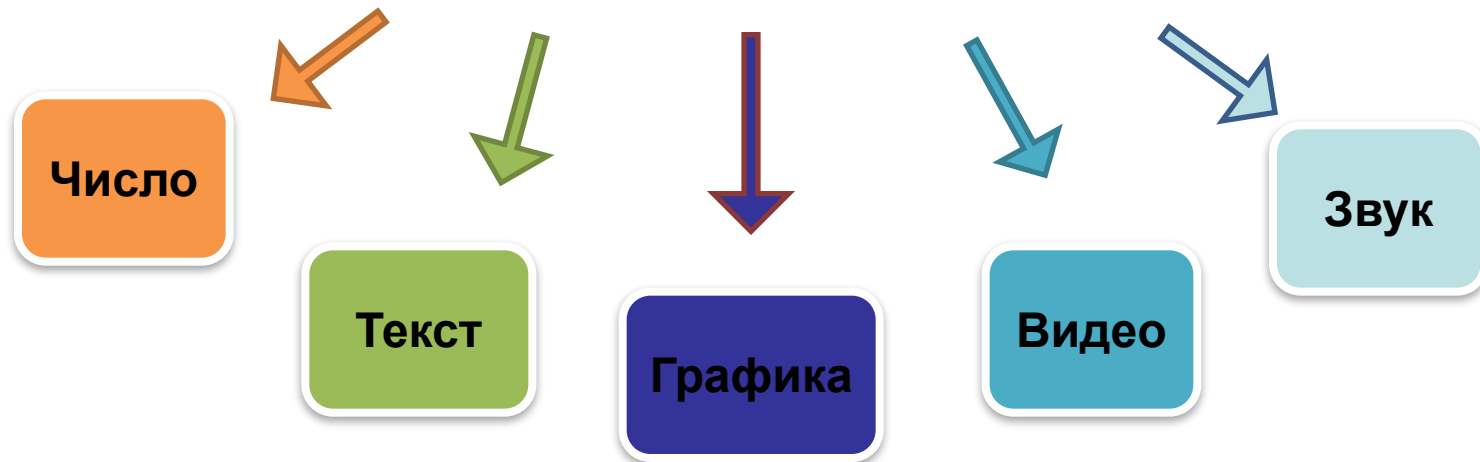 Число
Текст
Графика
Видео
Звук